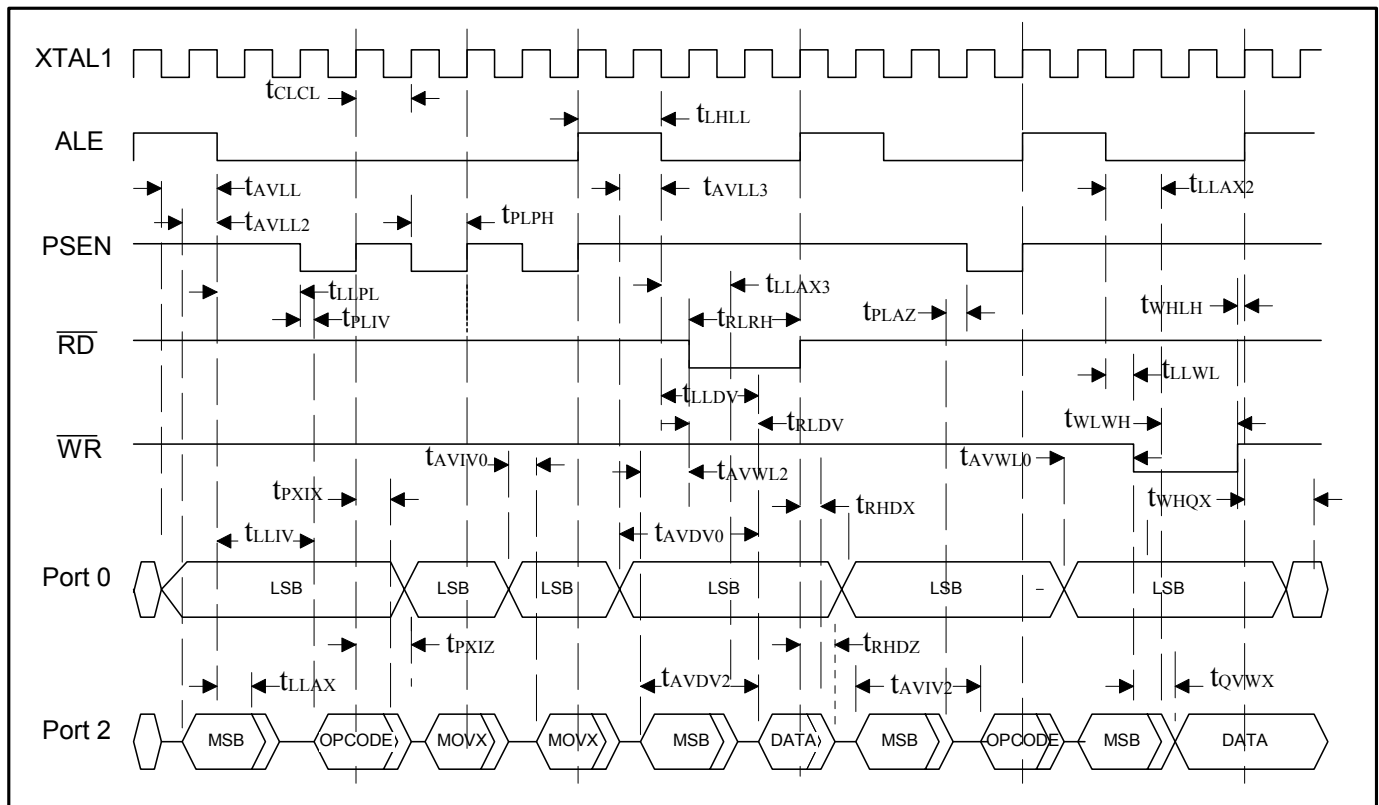 XTAL1
tCLCL
tLHLL
ALE
tAVLL
tAVLL3
tLLAX2
tAVLL2
tPLPH
PSEN
tLLPL
tLLAX3
tPLIV
tRLRH
tPLAZ
tWHLH
RD
tLLWL
tLLDV
tRLDV
tWLWH
WR
tAVIV0
tAVWL2
tAVWL0
tPXIX
tRHDX
tWHQX
tLLIV
tAVDV0
Port 0
LSB LSB LSB LSB LSB LSB
tPXIZ
tRHDZ
tLLAX
tAVDV2
tAVIV2
tQVWX
Port 2
MSB OPCODE MOVX MOVX MSB DATA MSB OPCODE MSB DATA